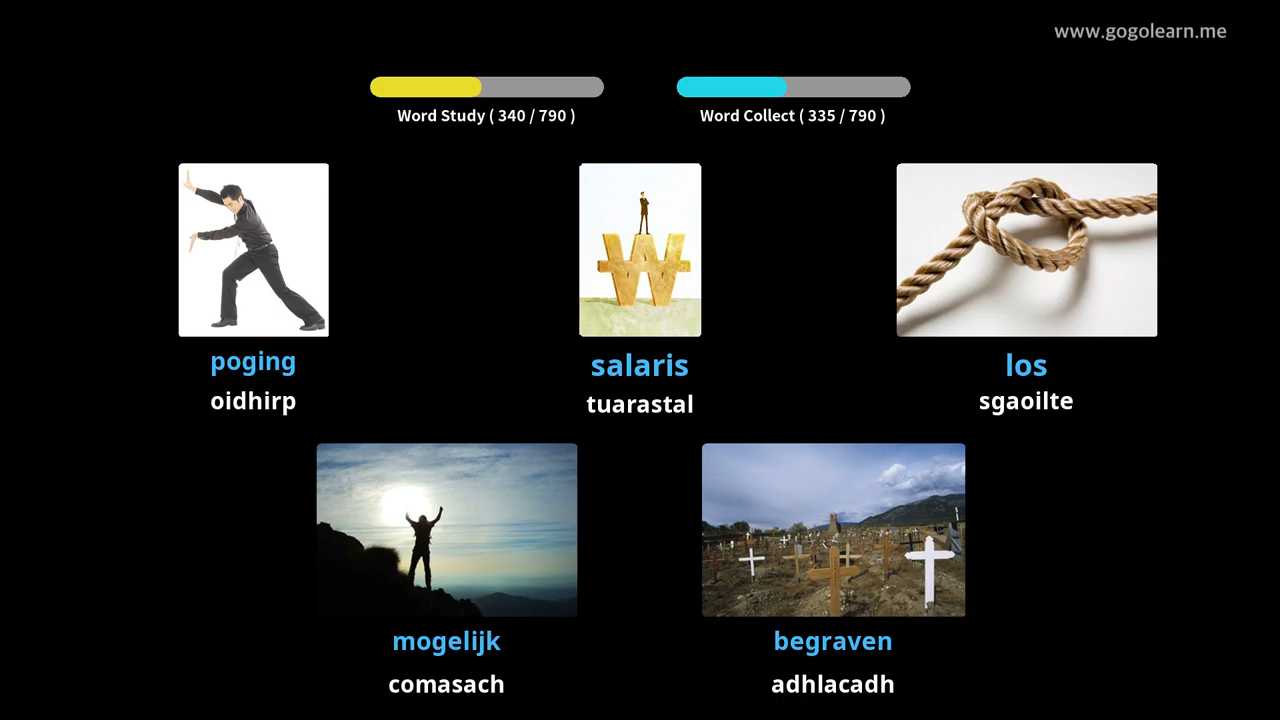 www.gogolearn.me
Word Study ( 340 / 790 )
Word Collect ( 335 / 790 )
poging
oidhirp
salaris
tuarastal
los
sgaoilte
mogelijk
comasach
begraven
adhlacadh